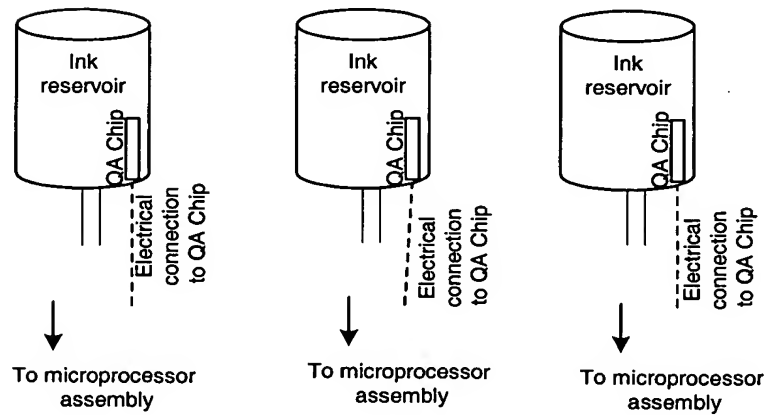 Ink
reservoir
QA Chip
Electrical
connection
to QA Chip
To microprocessor
assembly
Ink
reservoir
QA Chip
Electrical
connection
to QA Chip
To microprocessor
assembly
Ink
reservoir
QA Chip
Electrical
connection
to QA Chip
To microprocessor
assembly